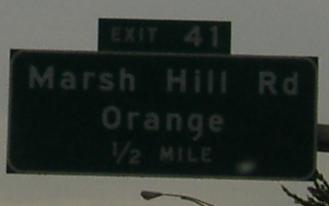 EXIT 41
Marsh Hill Rd
Orange
1/2 MILE